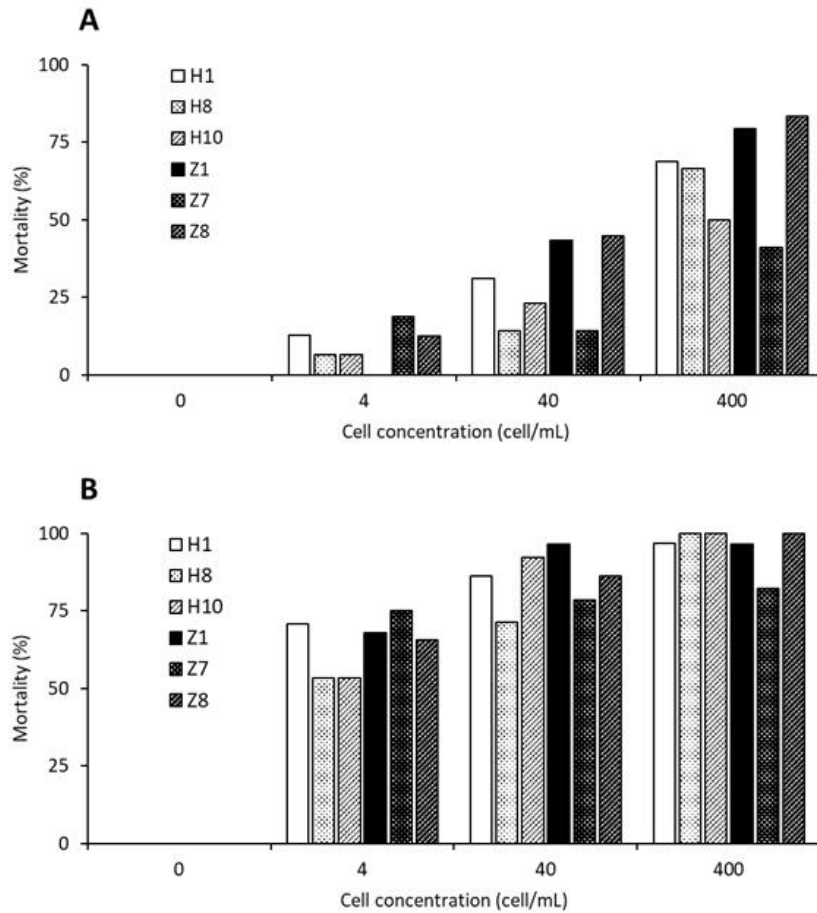 A
100
75
50
25
0
Mortality (%)
H1
H8
H10
Z1
Z7
Z8
0 4 40 400
Cell concentration (cell/mL)
B
100
75
50
25
0
Mortality (%)
H1
H8
H10
Z1
Z7
Z8
0 4 40 400
Cell concentration (cell/mL)